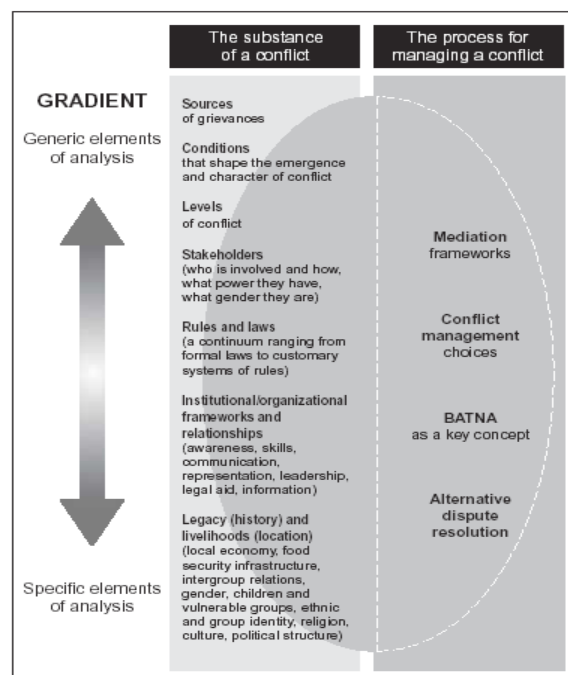 The substance
of a conflict
The process for
managing a conflict
GRADIENT
Generic elements
of analysis
Specific elements
of analysis
Sources
of grievances
Conditions
that shape the emergence
and character of conflict
Levels
of conflict
Stakeholders
(who is involved and how,
what power they have,
what gender they are)
Rules and laws
(a continuum ranging from
formal laws to customary
systems of rules)
Institutional/organizational
frameworks and
relationships
(awareness, skills,
communication,
representation, leadership,
legal aid, information)
Legacy (history) and
livelihoods (location)
(local economy, food
security infrastructure,
intergroup relations,
gender, children and
vulnerable groups, ethnic
and group identity, religion,
culture, political structure)
Mediation
frameworks
Conflict
management
choices
BATNA
as a key concept
Alternative
dispute
resolution